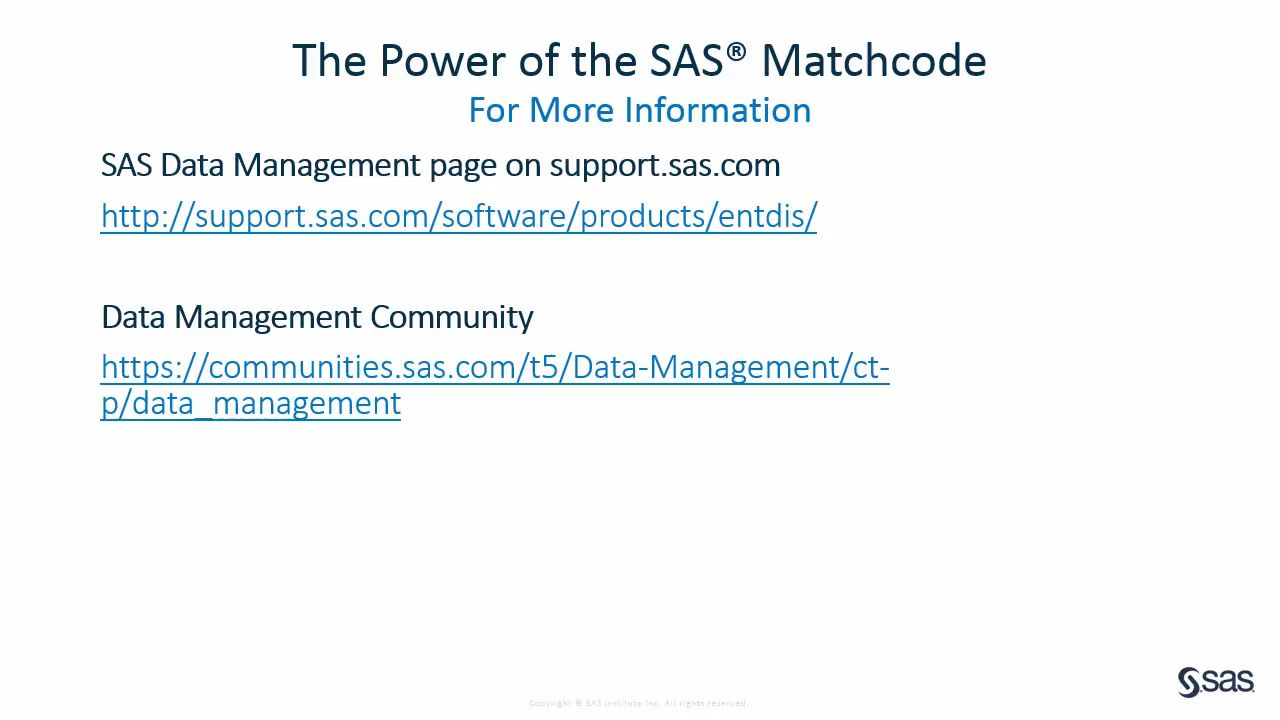 The Power of the SAS® Matchcode
For More Information
SAS Data Management page on support.sas.com
http://support.sas.com/software/products/entdis/
Data Management Community
https://communities.sas.com/t5/Data-Management/ct-
p/data_management
sas
Copyright © SAS Institute Inc. All rights reserved.